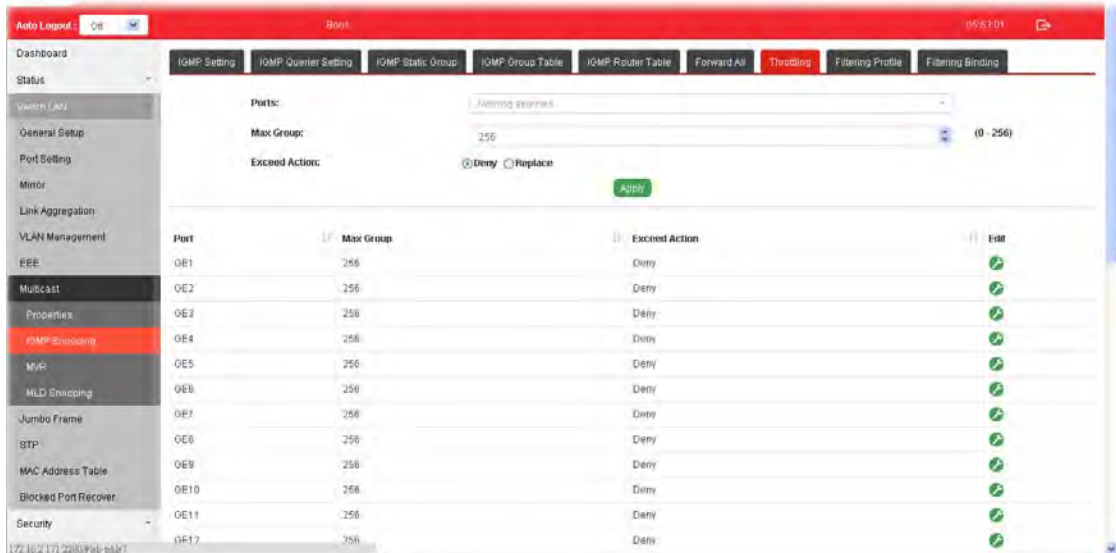 Auto Logout : Off
Dashboard
Status
Switch LAN
General Setup
Port Setting
Mirror
Link Aggregation
VLAN Management
EEE
Multicast
Properties
IGMP Snooping
MVR
MLD Snooping
Jumbo Frame
STP
MAC Address Table
Blocked Port Recover
Security
IGMP Setting IGMP Querier Setting IGMP Static Group IGMP Group Table IGMP Router Table Forward All Throttling Filtering Profile Filtering Binding
Ports: Nothing selected
Max Group: 256 (0 - 256)
Exceed Action: Deny Replace
Apply
Port Max Group Exceed Action Edit
GE1 256 Deny
GE2 256 Deny
GE3 256 Deny
GE4 256 Deny
GE5 256 Deny
GE6 256 Deny
GE7 256 Deny
GE8 256 Deny
GE9 256 Deny
GE10 256 Deny
GE11 256 Deny
GE12 256 Deny